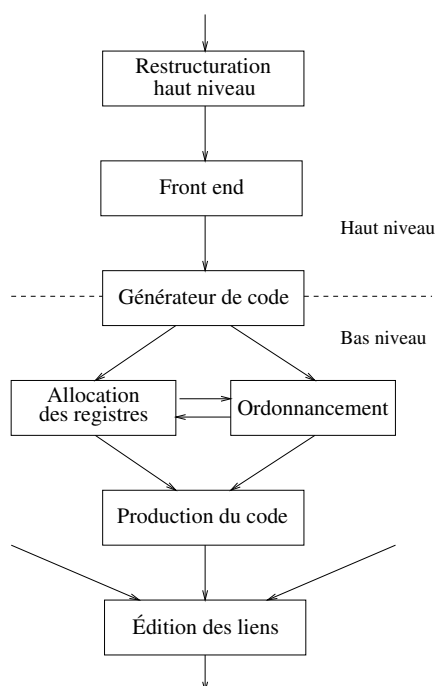 Restructuration
haut niveau
Front end
Haut niveau
Générateur de code
Bas niveau
Allocation
des registres
Ordonnancement
Production du code
Édition des liens